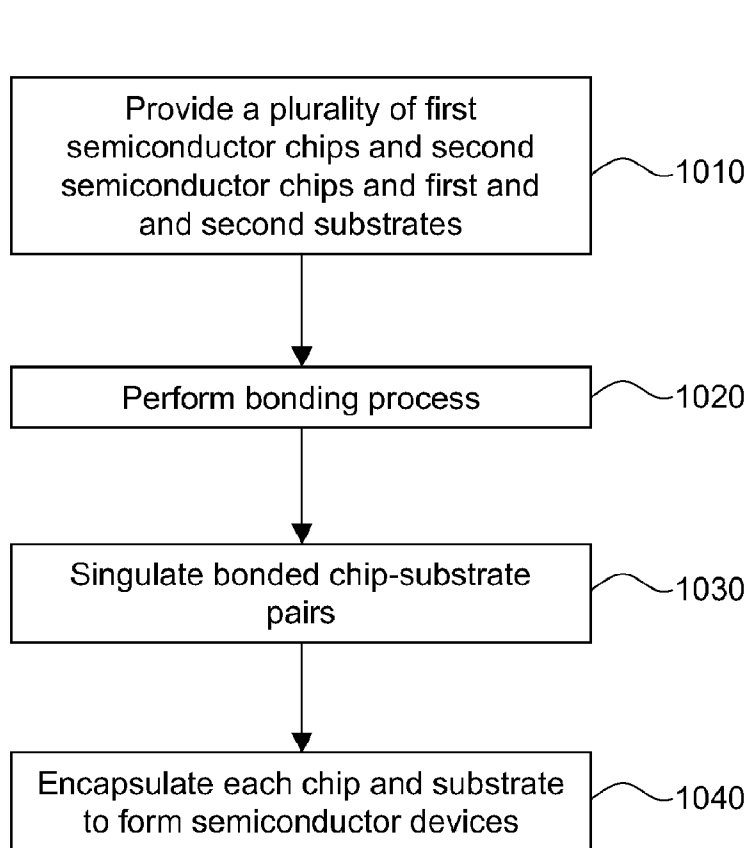 Provide a plurality of first
semiconductor chips and second
semiconductor chips and first and
and second substrates
1010
Perform bonding process
1020
Singulate bonded chip-substrate
pairs
1030
Encapsulate each chip and substrate
to form semiconductor devices
1040